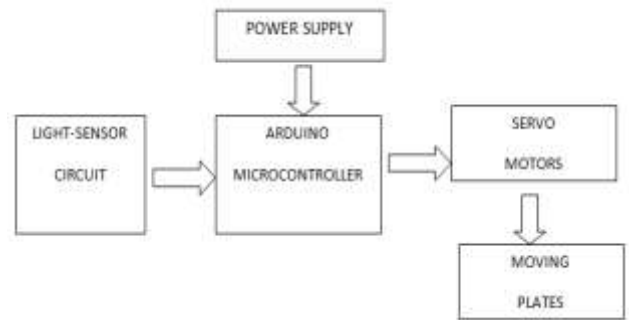 POWER SUPPLY
LIGHT-SENSOR
CIRCUIT
ARDUINO
MICROCONTROLLER
SERVO
MOTORS
MOVING
PLATES